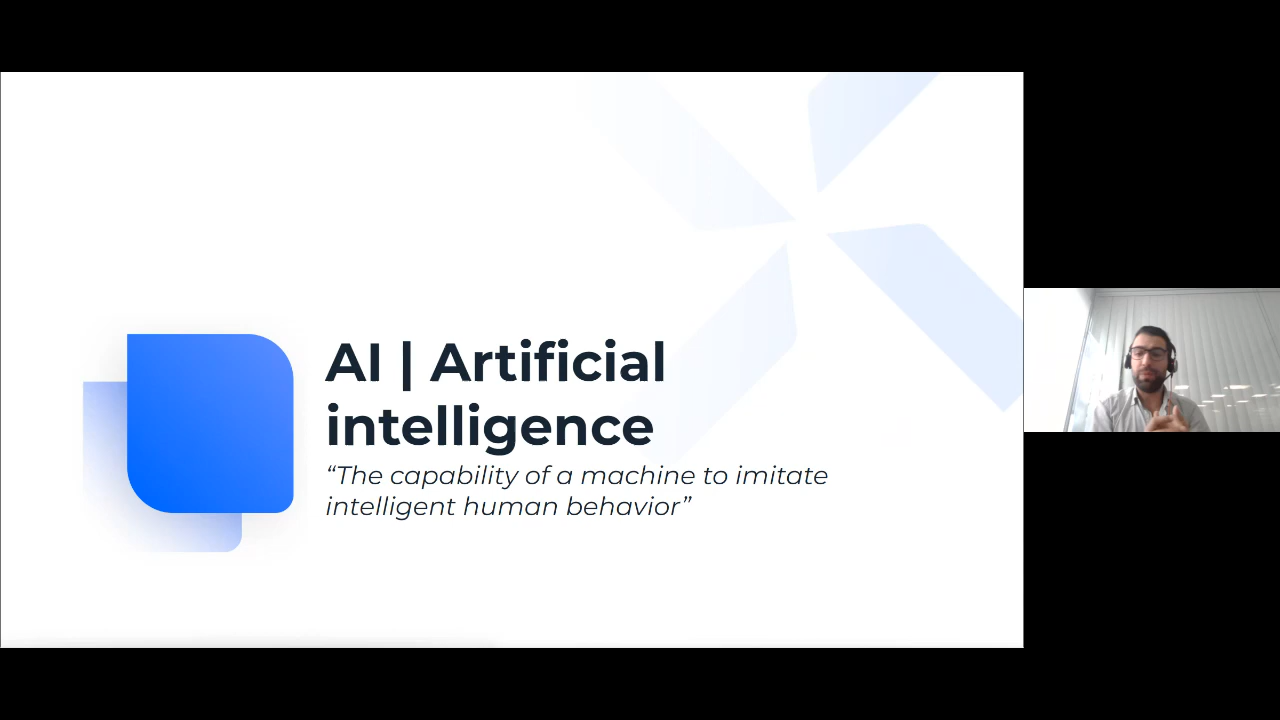 AI | Artificial
intelligence
“The capability of a machine to imitate
intelligent human behavior”